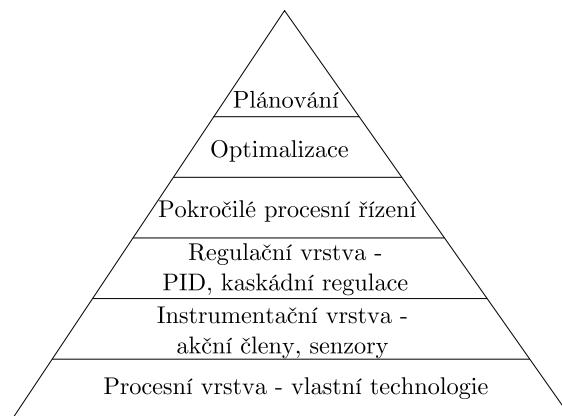 Plánování
Optimalizace
Pokročilé procesní řízení
Regulační vrstva -
PID, kaskádní regulace
Instrumentační vrstva -
akční členy, senzory
Procesní vrstva - vlastní technologie